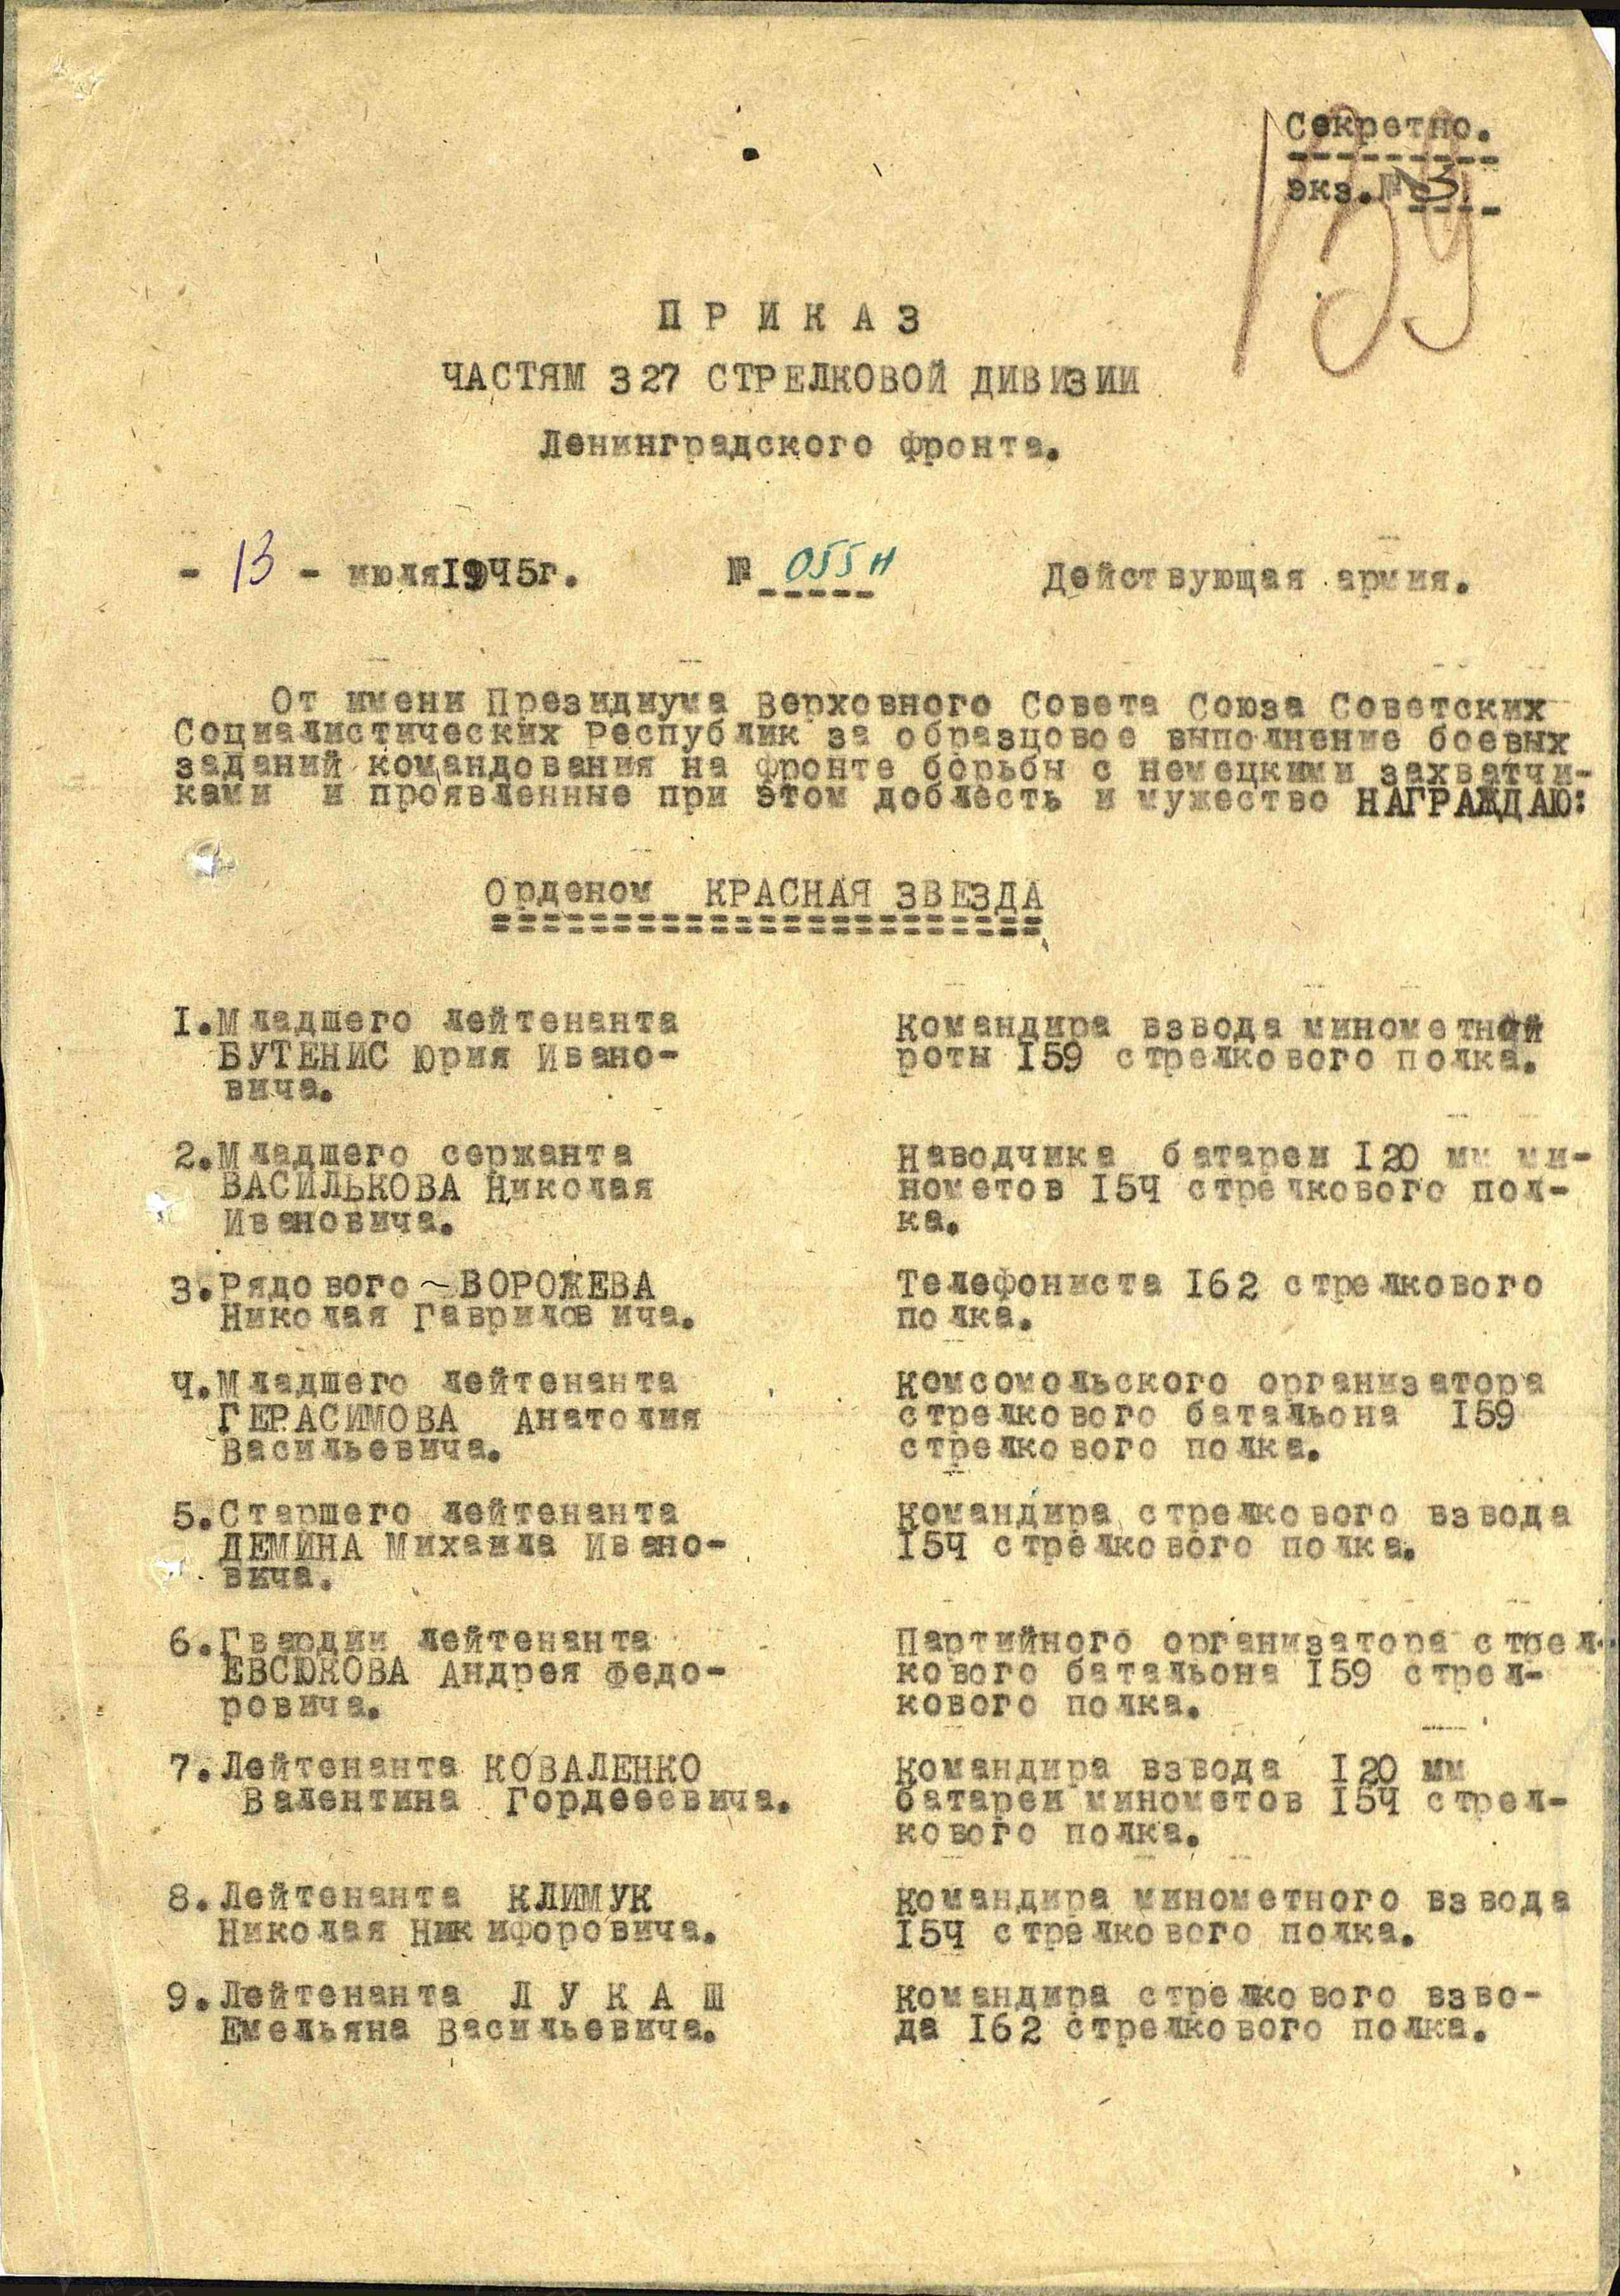 Секретно.
экз.№ 3
139
П Р И К А З
ЧАСТЯМ 327 СТРЕЛКОВОЙ ДИВИЗИИ
Ленинградского фронта.
- 13 - июля 1945г. № 055н Действующая армия.
От имени Президиума Верховного Совета Союза Советских
Социалистических Республик за образцовое выполнение боевых
заданий командования на фронте борьбы с немецкими захватчи-
ками и проявленные при этом доблесть и мужество НАГРАЖДАЮ:
Орденом КРАСНАЯ ЗВЕЗДА
1. Младшего лейтенанта Командира взвода минометной
БУТЕНИС Юрия Ивано- роты 159 стрелкового полка.
вича.
2. Младшего сержанта Наводчика батареи 120 мм ми-
ВАСИЛЬКОВА Николая нометов 154 стрелкового пол-
Ивановича. ка.
3. Рядового ~ ВОРОЖЕВА Телефониста 162 стрелкового
Николая Гавриловича. полка.
4. Младшего лейтенанта Комсомольского организатора
ГЕРАСИМОВА Анатолия стрелкового батальона 159
Васильевича. стрелкового полка.
5. Старшего лейтенанта Командира стрелкового взвода
ДЕМИНА Михаила Ивано- 154 стрелкового полка.
вича.
6. Гвардии лейтенанта Партийного организатора стрел-
ЕВСЮКОВА Андрея Федо- кового батальона 159 стрел-
ровича. кового полка.
7. Лейтенанта КОВАЛЕНКО Командира взвода 120 мм
Валентина Гордееевича. батареи минометов 154 стрел-
кового полка.
8. Лейтенанта КЛИМУК Командира минометного взвода
Николая Никифоровича. 154 стрелкового полка.
9. Лейтенанта Л У К А Ш Командира стрелкового взво-
Емельяна Васильевича. да 162 стрелкового полка.